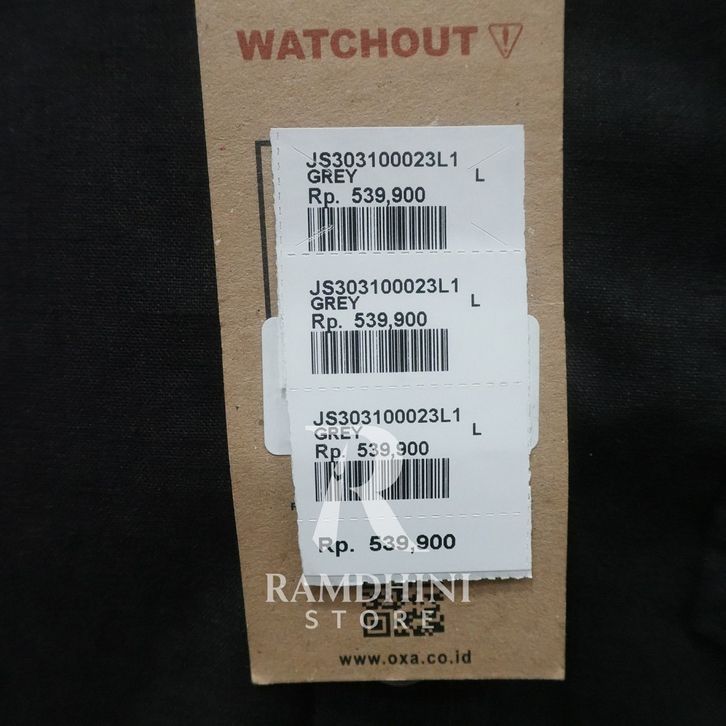 WATCHOUT
JS303100023L1
GREY L
Rp. 539,900
JS303100023L1
GREY L
Rp. 539,900
JS303100023L1
GREY L
Rp. 539,900
Rp. 539,900
RAMDHINI
STORE
www.oxa.co.id